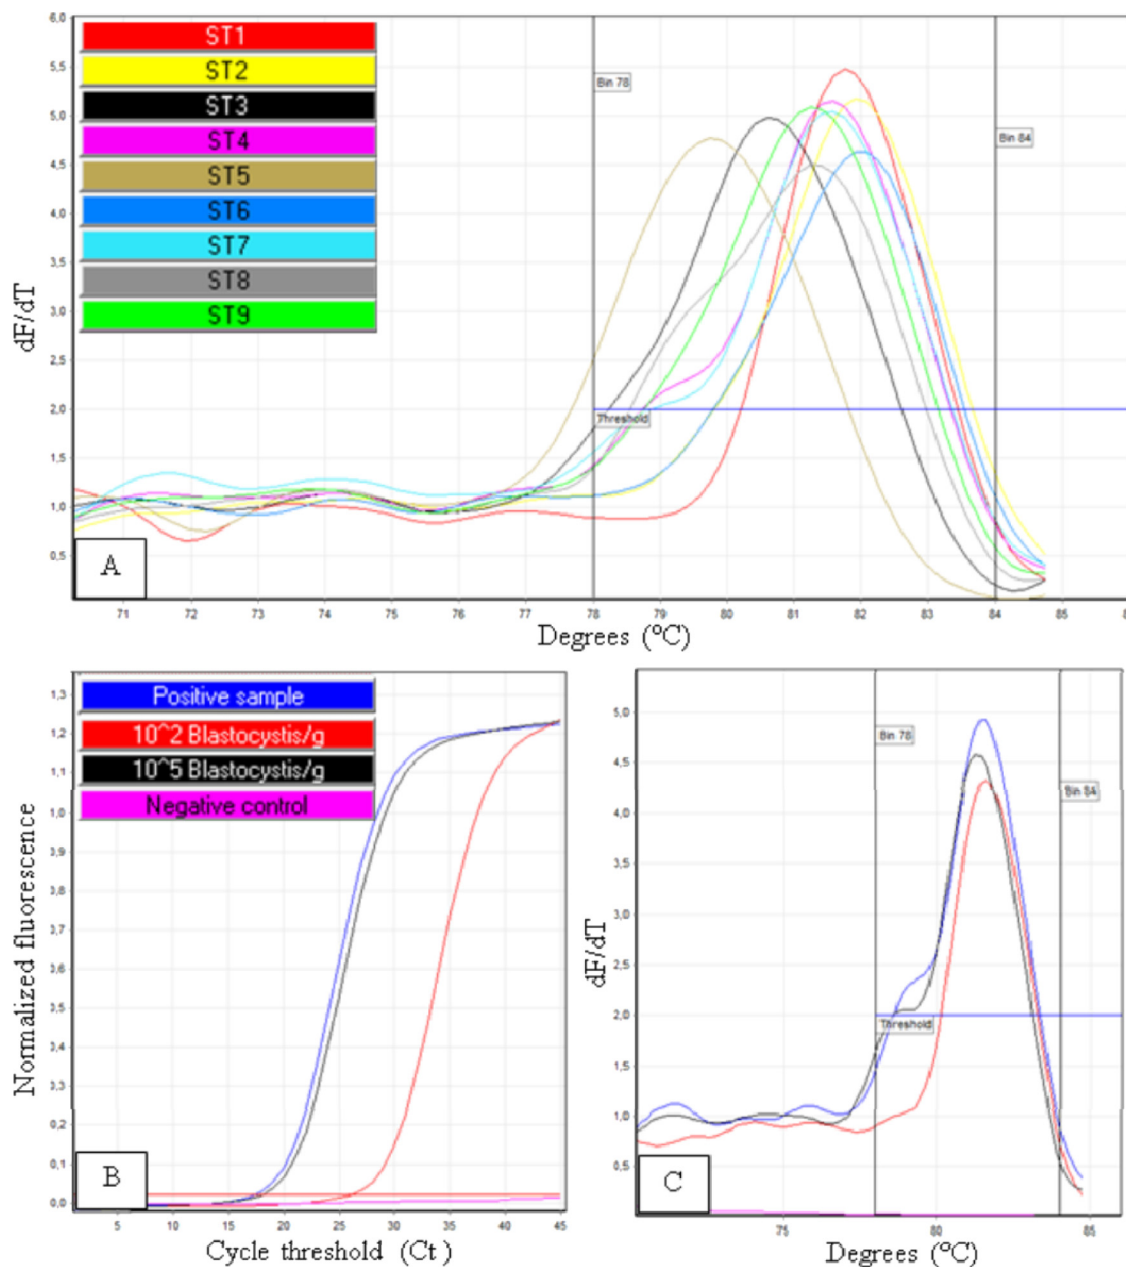 6,0
5,5
5,0
4,5
4,0
3,5
3,0
2,5
2,0
1,5
1,0
0,5
dF/dT
ST1
ST2
ST3
ST4
ST5
ST6
ST7
ST8
ST9
Bin 78
Bin 84
Threshold
A
71 72 73 74 75 76 77 78 79 80 81 82 83 84 85
Degrees (ºC)
Positive sample
10^2 Blastocystis/g
10^5 Blastocystis/g
Negative control
1,3
1,2
1,1
1,0
0,9
0,8
0,7
0,6
0,5
0,4
0,3
0,2
0,1
0,0
Normalized fluorescence
B
5 10 15 20 25 30 35 40 45
Cycle threshold (Ct )
5,0
4,5
4,0
3,5
3,0
2,5
2,0
1,5
1,0
0,5
dF/dT
Bin 78
Bin 84
Threshold
C
75 80 85
Degrees (ºC)